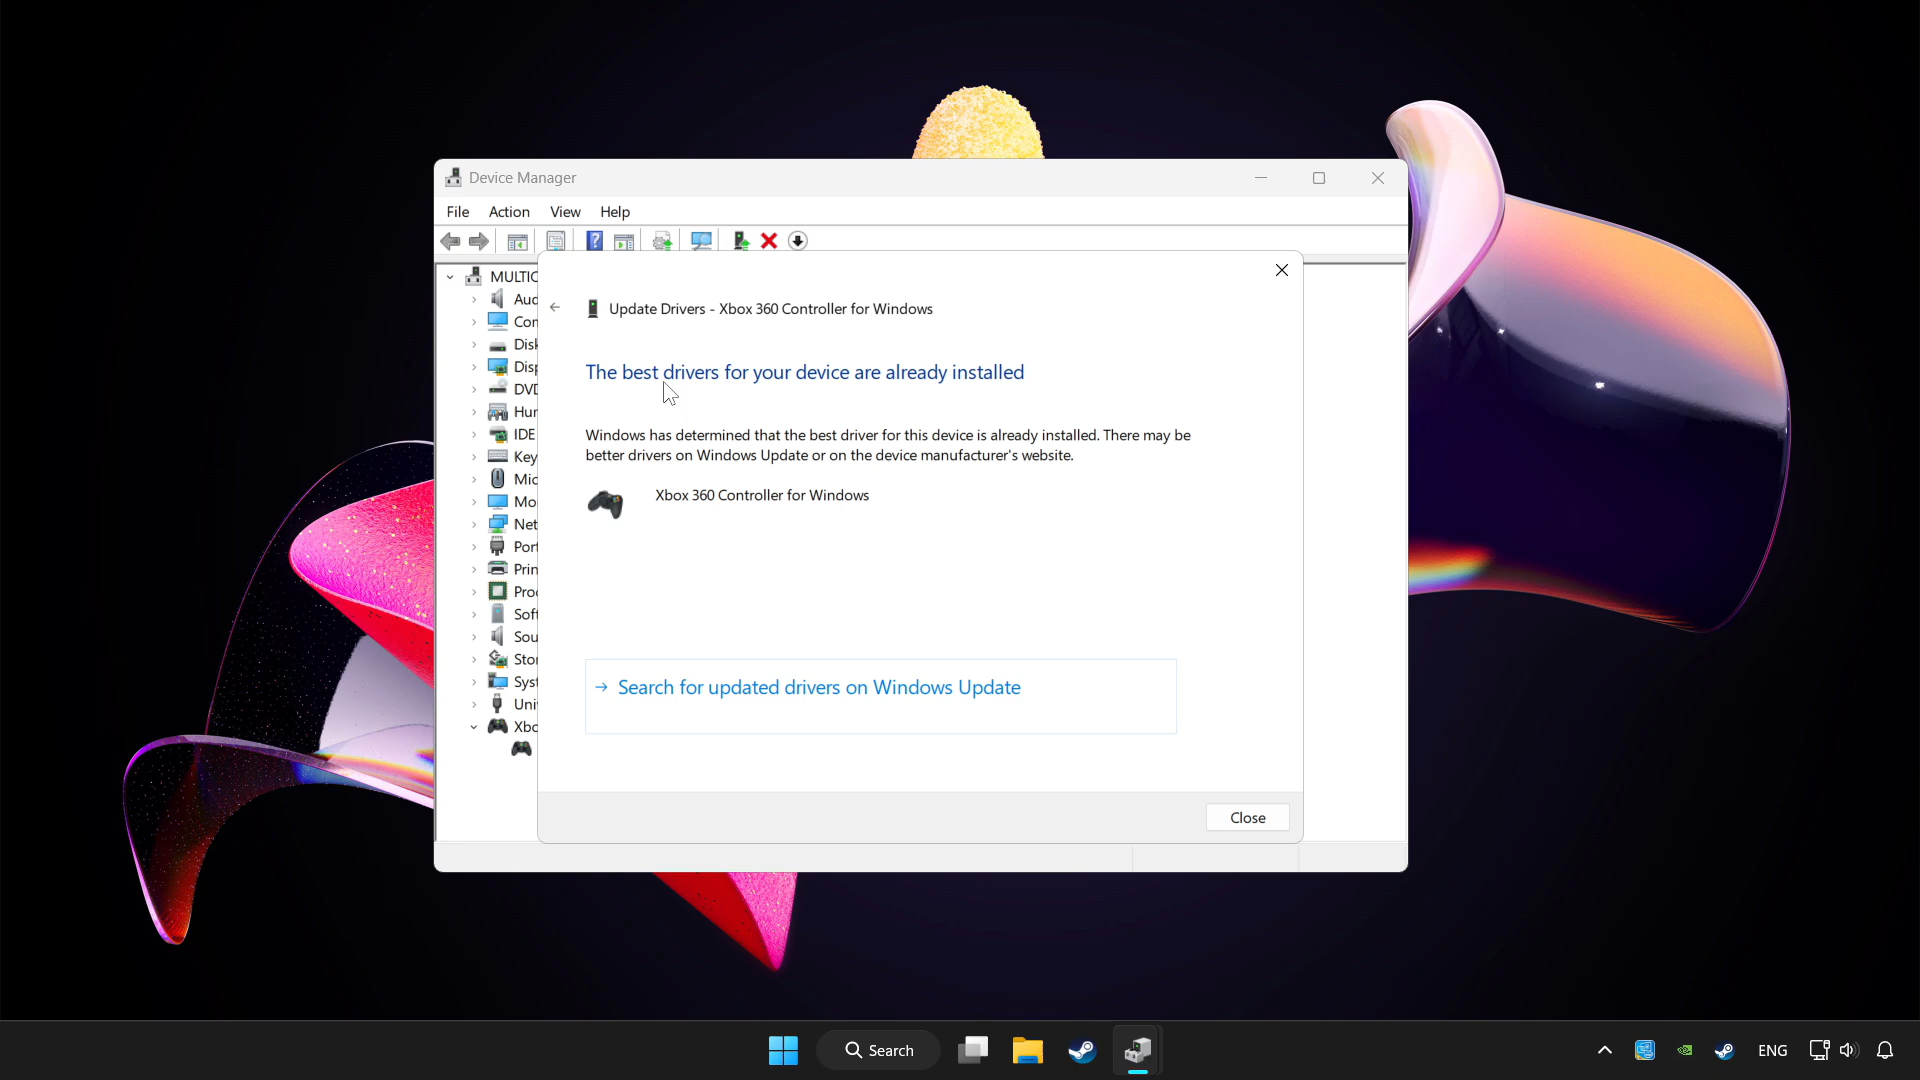 Device Manager
File Action View Help
MULTIC
Aud
Con
Disk
Disp
DVD
Hur
IDE
Key
Mic
Mo
Net
Port
Prin
Proc
Soft
Sou
Stor
Syst
Uni
Xbo
Update Drivers - Xbox 360 Controller for Windows
The best drivers for your device are already installed
Windows has determined that the best driver for this device is already installed. There may be
better drivers on Windows Update or on the device manufacturer's website.
Xbox 360 Controller for Windows
Search for updated drivers on Windows Update
Close
Search
ENG